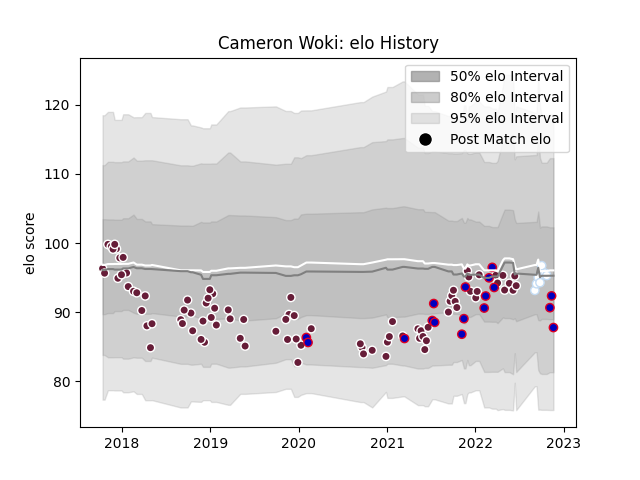 Cameron Woki: elo History
50% elo Interval
80% elo Interval
95% elo Interval
Post Match elo
elo score
120
110
100
90
80
2018
2019
2020
2021
2022
2023